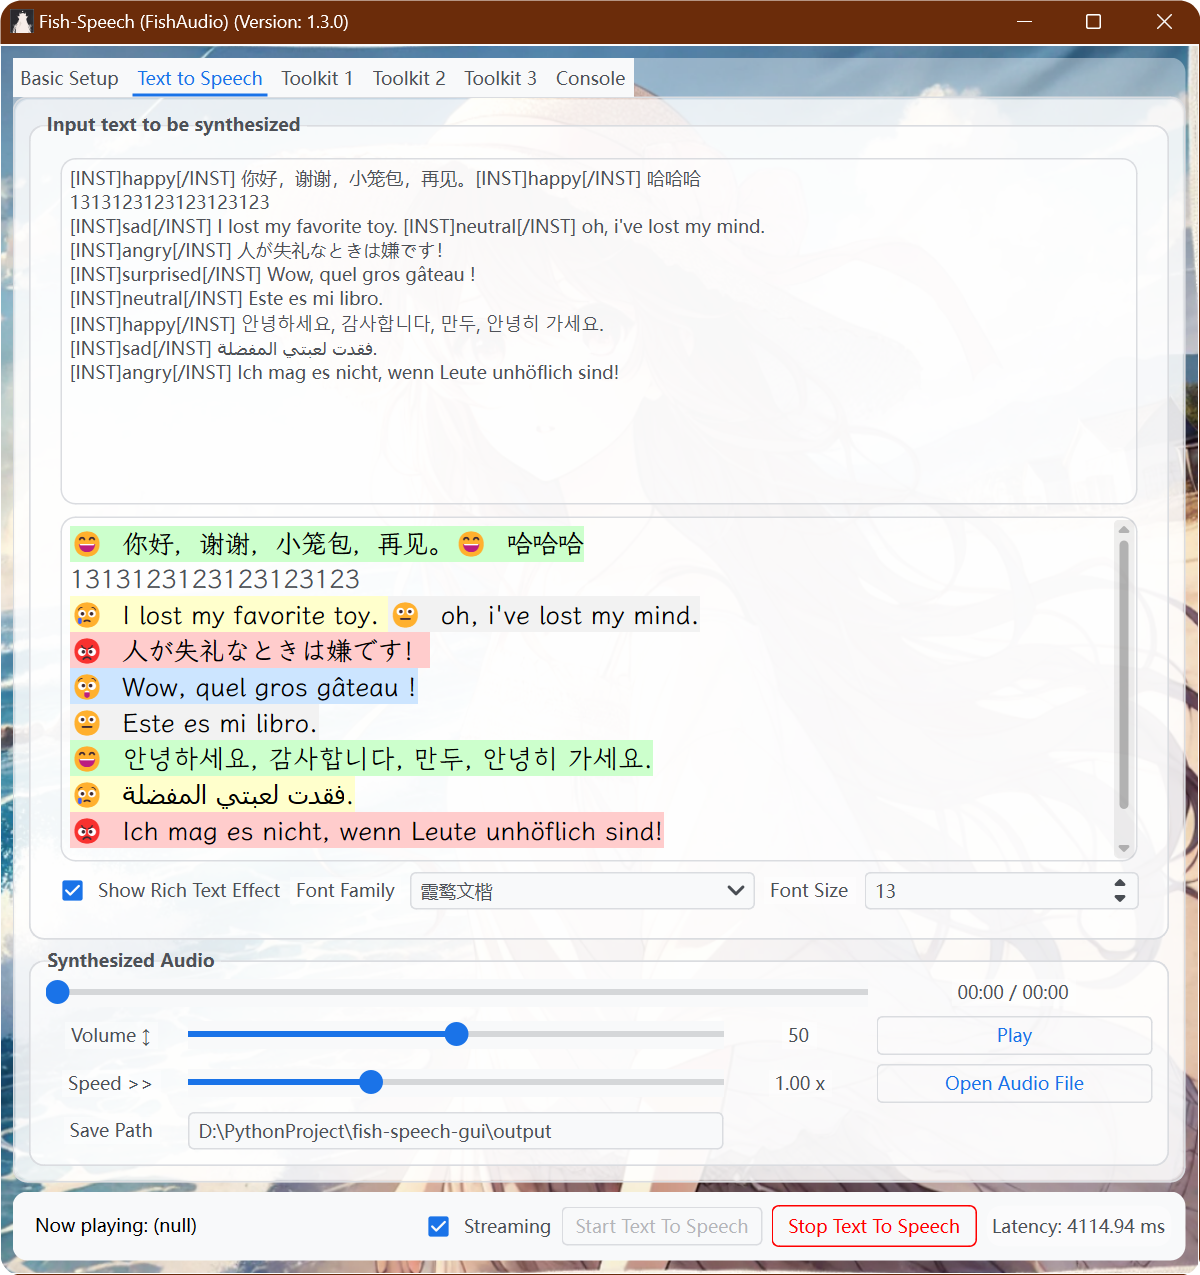 Fish-Speech (FishAudio) (Version: 1.3.0)
Basic Setup Text to Speech Toolkit 1 Toolkit 2 Toolkit 3 Console
Input text to be synthesized
[INST]happy[/INST] 你好，谢谢，小笼包，再见。[INST]happy[/INST] 哈哈哈
1313123123123123123
[INST]sad[/INST] I lost my favorite toy. [INST]neutral[/INST] oh, i've lost my mind.
[INST]angry[/INST] 人が失礼なときは嫌です！
[INST]surprised[/INST] Wow, quel gros gâteau !
[INST]neutral[/INST] Este es mi libro.
[INST]happy[/INST] 안녕하세요, 감사합니다, 만두, 안녕히 가세요.
[INST]sad[/INST] فقدت لعبتي المفضلة.
[INST]angry[/INST] Ich mag es nicht, wenn Leute unhöflich sind!
😄 你好，谢谢，小笼包，再见。😄 哈哈哈
1313123123123123123
😢 I lost my favorite toy. 😐 oh, i've lost my mind.
😡 人が失礼なときは嫌です！
😲 Wow, quel gros gâteau !
😐 Este es mi libro.
😄 안녕하세요, 감사합니다, 만두, 안녕히 가세요.
😢 فقدت لعبتي المفضلة.
😡 Ich mag es nicht, wenn Leute unhöflich sind!
Show Rich Text Effect Font Family 霞鹜文楷 Font Size 13
Synthesized Audio
00:00 / 00:00
Volume ↕ 50 Play
Speed >> 1.00 x Open Audio File
Save Path D:\PythonProject\fish-speech-gui\output
Now playing: (null) Streaming Start Text To Speech Stop Text To Speech Latency: 4114.94 ms